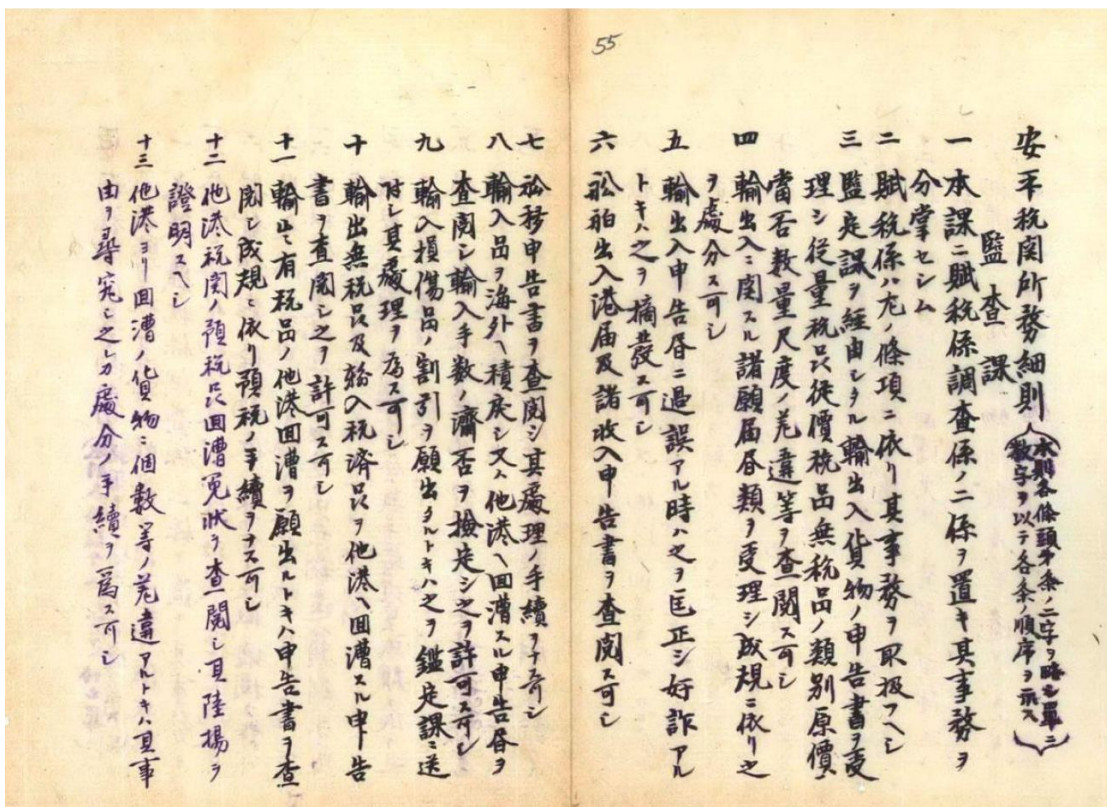 55
安平税関所務細則
(本則各條頭第条ノ二字ヲ略シ單ニ
数字ヲ以テ各条ノ順序ヲ示ス)
監査課
一 本課ニ賦税係調査係ノ二係ヲ置キ其事務ヲ
分掌セシム
二 賦税係ハ左ノ條項ニ依リ其事務ヲ取扱フヘシ
三 監定課ヲ経由シタル輸出入貨物ノ申告書ヲ受
理シ従量税品従價税品無税品ノ類別原價ノ
當否数量尺度ノ差違等ヲ査閲スヘシ
四 輸出入ニ関スル諸願届書類ヲ受理シ成規ニ依リ之
ヲ處分スヘシ
五 輸出入申告書ニ過誤アル時ハ之ヲ匡正シ奸詐アル
トキハ之ヲ摘発スヘシ
六 船舶出入港届及諸收入申告書ヲ査閲スヘシ
七 船移申告書ヲ査閲シ其處理ノ手續ヲナスヘシ
八 輸入品ヲ海外ヘ積戻シ又ハ他港ヘ回漕スル申告書ヲ
査閲シ輸入手数ノ濟否ヲ検定シ之ヲ許可スヘシ
九 輸入損傷品ノ割引ヲ願出タルトキハ之ヲ鑑定課ニ送
付シ其處理ヲ為スヘシ
十 輸出無税品及輸入税済品ヲ他港ヘ回漕スル申告
書ヲ査閲シ之ヲ許可スヘシ
十一 輸出有税品ノ他港回漕ヲ願出ルトキハ申告書ヲ査
閲シ成規ニ依リ預税ノ手續ヲナスヘシ
十二 他港税関ノ預税品回漕免状ヲ査閲シ其陸揚ヲ
證明スヘシ
十三 他港ヨリ回漕ノ貨物ニ個数等ノ差違アルトキハ其事
由ヲ尋究シ之レカ處分ノ手續ヲ為スヘシ